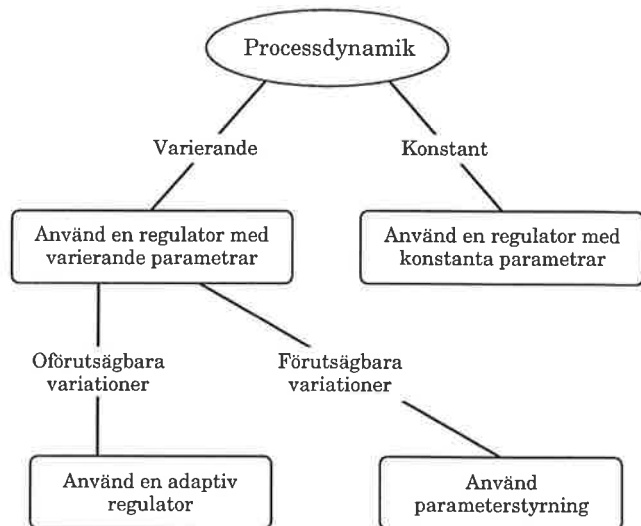 Processdynamik
Varierande
Konstant
Använd en regulator med
varierande parametrar
Använd en regulator med
konstanta parametrar
Oförutsägbara
variationer
Förutsägbara
variationer
Använd en adaptiv
regulator
Använd
parameterstyrning